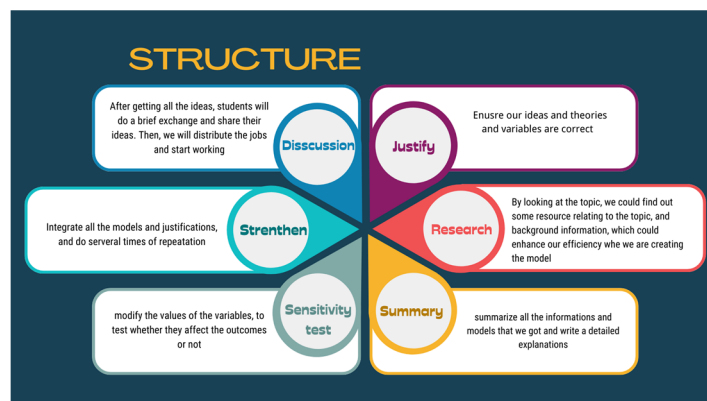 STRUCTURE
After getting all the ideas, students will
do a brief exchange and share their
ideas. Then, we will distribute the jobs
and start working
Disscussion
Justify
Enusre our ideas and theories
and variables are correct
Integrate all the models and justifications,
and do serveral times of repeatation
Strenthen
Research
By looking at the topic, we could find out
some resource relating to the topic, and
background information, which could
enhance our efficiency whe we are creating
the model
modify the values of the variables, to
test whether they affect the outcomes
or not
Sensitivity
test
Summary
summarize all the informations and
models that we got and write a detailed
explanations